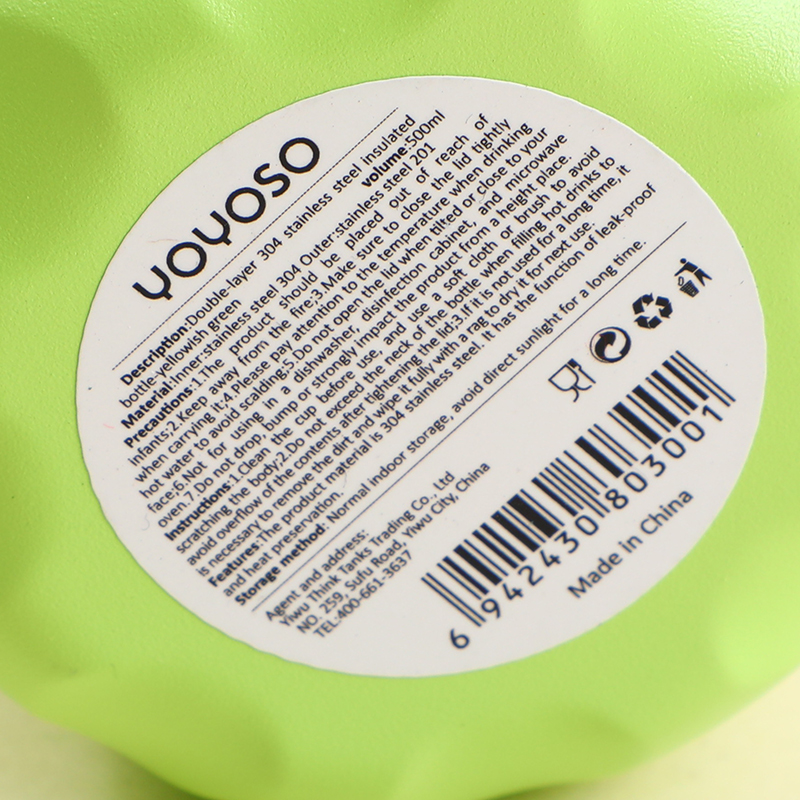 YOYOSO
Description:Double-layer 304 stainless steel insulated
bottle-yellowish green volume:500ml
Material:Inner:stainless steel 304 Outer:stainless steel 201
Precautions:1.The product should be placed out of reach of
infants;2.Keep away from the fire;3.Make sure to close the lid tightly
when carrying it;4.Please pay attention to the temperature when drinking
hot water to avoid scalding;5.Do not open the lid when tilted or close to your
face;6.Not for using in a dishwasher, disinfection cabinet, and microwave
oven.7.Do not drop, bump or strongly impact the product from a height place.
Instructions:1.Clean the cup before use, and use a soft cloth or brush to avoid
scratching the body;2.Do not exceed the neck of the bottle when filling hot drinks to
avoid overflow of the contents after tightening the lid;3.If it is not used for a long time, it
is necessary to remove the dirt and wipe it fully with a rag to dry it for next use.
Features:The product material is 304 stainless steel. It has the function of leak-proof
and heat preservation.
Storage method: Normal indoor storage, avoid direct sunlight for a long time.
Agent and address:
Yiwu Think Tanks Trading Co., Ltd
NO. 259, Sufu Road, Yiwu City, China
TEL:400-661-3637
6 942430 803001
Made in China